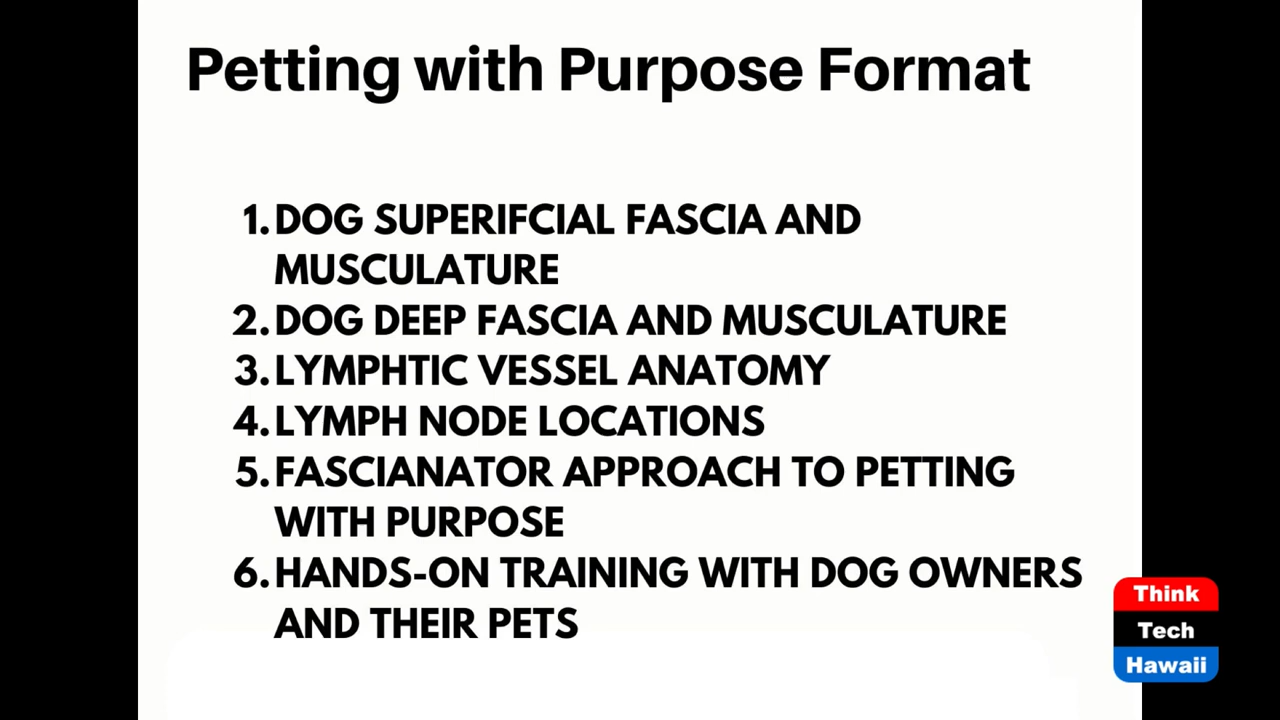 Petting with Purpose Format
1. DOG SUPERIFCIAL FASCIA AND
MUSCULATURE
2. DOG DEEP FASCIA AND MUSCULATURE
3. LYMPHTIC VESSEL ANATOMY
4. LYMPH NODE LOCATIONS
5. FASCIANATOR APPROACH TO PETTING
WITH PURPOSE
6. HANDS-ON TRAINING WITH DOG OWNERS
AND THEIR PETS
Think
Tech
Hawaii